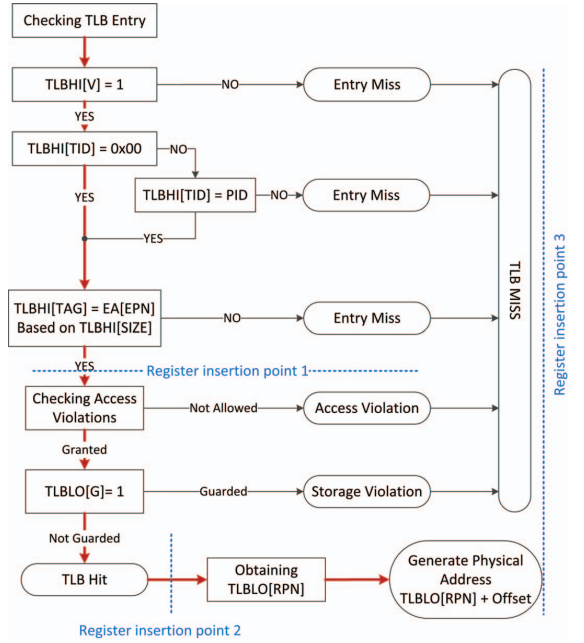 Checking TLB Entry
TLBHI[V] = 1
NO
Entry Miss
YES
TLBHI[TID] = 0x00
NO
YES
TLBHI[TID] = PID
NO
Entry Miss
YES
TLBHI[TAG] = EA[EPN]
Based on TLBHI[SIZE]
NO
Entry Miss
TLB MISS
Register insertion point 3
YES
Register insertion point 1
Checking Access
Violations
Not Allowed
Access Violation
Granted
TLBLO[G]= 1
Guarded
Storage Violation
Not Guarded
TLB Hit
Obtaining
TLBLO[RPN]
Generate Physical
Address
TLBLO[RPN] + Offset
Register insertion point 2